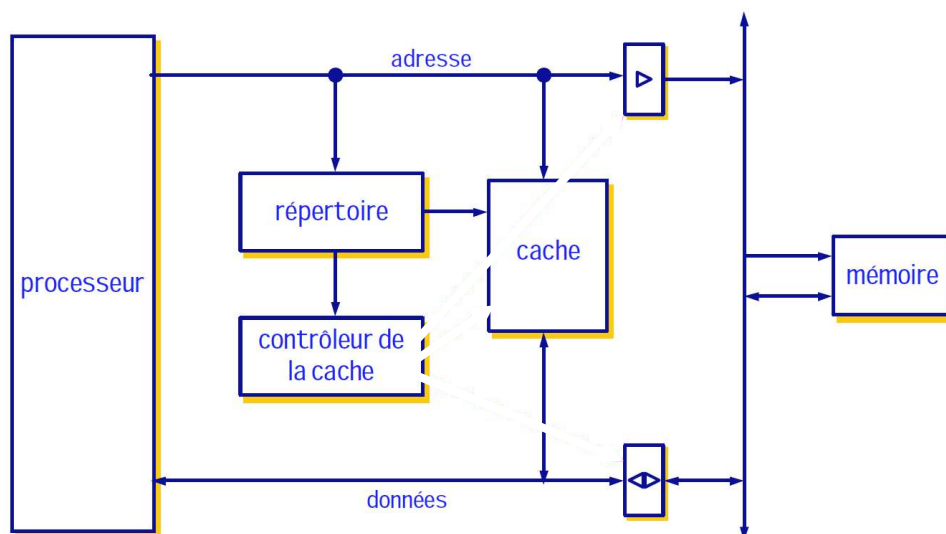 adresse
répertoire
cache
processeur
mémoire
contrôleur de
la cache
données